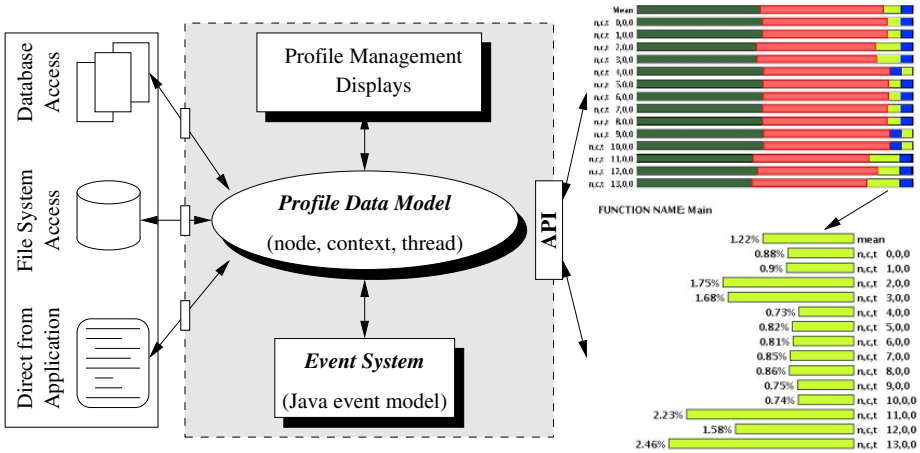 Database
Access
File System
Access
Direct from
Application
Profile Management
Displays
Profile Data Model
(node, context, thread)
Event System
(Java event model)
API
Mean
n,c,t 0,0,0
n,c,t 1,0,0
n,c,t 2,0,0
n,c,t 3,0,0
n,c,t 4,0,0
n,c,t 5,0,0
n,c,t 6,0,0
n,c,t 7,0,0
n,c,t 8,0,0
n,c,t 9,0,0
n,c,t 10,0,0
n,c,t 11,0,0
n,c,t 12,0,0
n,c,t 13,0,0
FUNCTION NAME: Main
1.22% mean
0.88% n,c,t 0,0,0
0.9% n,c,t 1,0,0
1.75% n,c,t 2,0,0
1.68% n,c,t 3,0,0
0.73% n,c,t 4,0,0
0.82% n,c,t 5,0,0
0.81% n,c,t 6,0,0
0.85% n,c,t 7,0,0
0.86% n,c,t 8,0,0
0.75% n,c,t 9,0,0
0.74% n,c,t 10,0,0
2.23% n,c,t 11,0,0
1.58% n,c,t 12,0,0
2.46% n,c,t 13,0,0